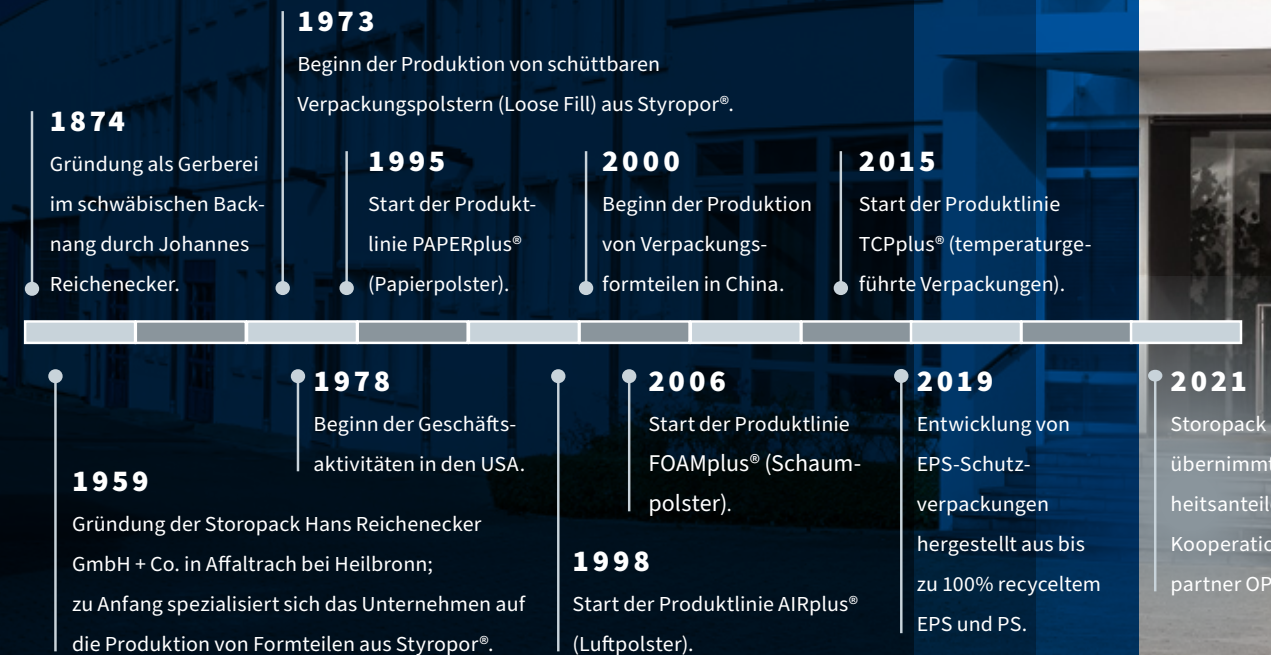 1973
Beginn der Produktion von schüttbaren
Verpackungspolstern (Loose Fill) aus Styropor®.
1874
Gründung als Gerberei
im schwäbischen Back-
nang durch Johannes
Reichenecker.
1995
Start der Produkt-
linie PAPERplus®
(Papierpolster).
2000
Beginn der Produktion
von Verpackungs-
formteilen in China.
2015
Start der Produktlinie
TCPplus® (temperaturge-
führte Verpackungen).
1959
Gründung der Storopack Hans Reichenecker
GmbH + Co. in Affaltrach bei Heilbronn;
zu Anfang spezialisiert sich das Unternehmen auf
die Produktion von Formteilen aus Styropor®.
1978
Beginn der Geschäfts-
aktivitäten in den USA.
1998
Start der Produktlinie AIRplus®
(Luftpolster).
2006
Start der Produktlinie
FOAMplus® (Schaum-
polster).
2019
Entwicklung von
EPS-Schutz-
verpackungen
hergestellt aus bis
zu 100% recyceltem
EPS und PS.
2021
Storopack
übernimmt
heitsanteil
Kooperatio
partner OP